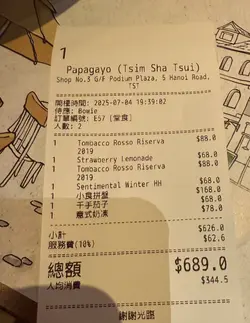 1
Papagayo (Tsim Sha Tsui)
Shop No.3 G/F Podium Plaza, 5 Hanoi Road,
TST
開檯時間: 2025-07-04 19:39:02
侍應: Bowie
訂單編號: E57 [堂食]
人數: 2
1 Tombacco Rosso Riserva $88.0
2019
1 Strawberry Lemonade $68.0
1 Tombacco Rosso Riserva $88.0
2019
1 Sentimental Winter HH $68.0
1 小食拼盤 $168.0
1 干手茄子 $68.0
1 意式奶凍 $78.0
小計 $626.0
服務費(10%) $62.6
總額 $689.0
人均消費 $344.5
謝謝光臨